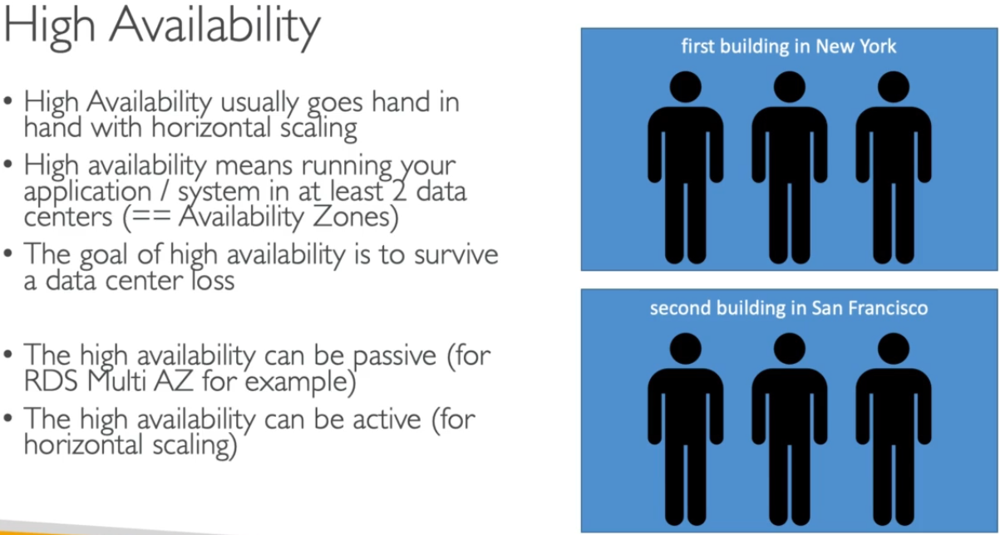 High Availability
• High Availability usually goes hand in
hand with horizontal scaling
• High availability means running your
application / system in at least 2 data
centers (== Availability Zones)
• The goal of high availability is to survive
a data center loss
• The high availability can be passive (for
RDS Multi AZ for example)
• The high availability can be active (for
horizontal scaling)
first building in New York
second building in San Francisco